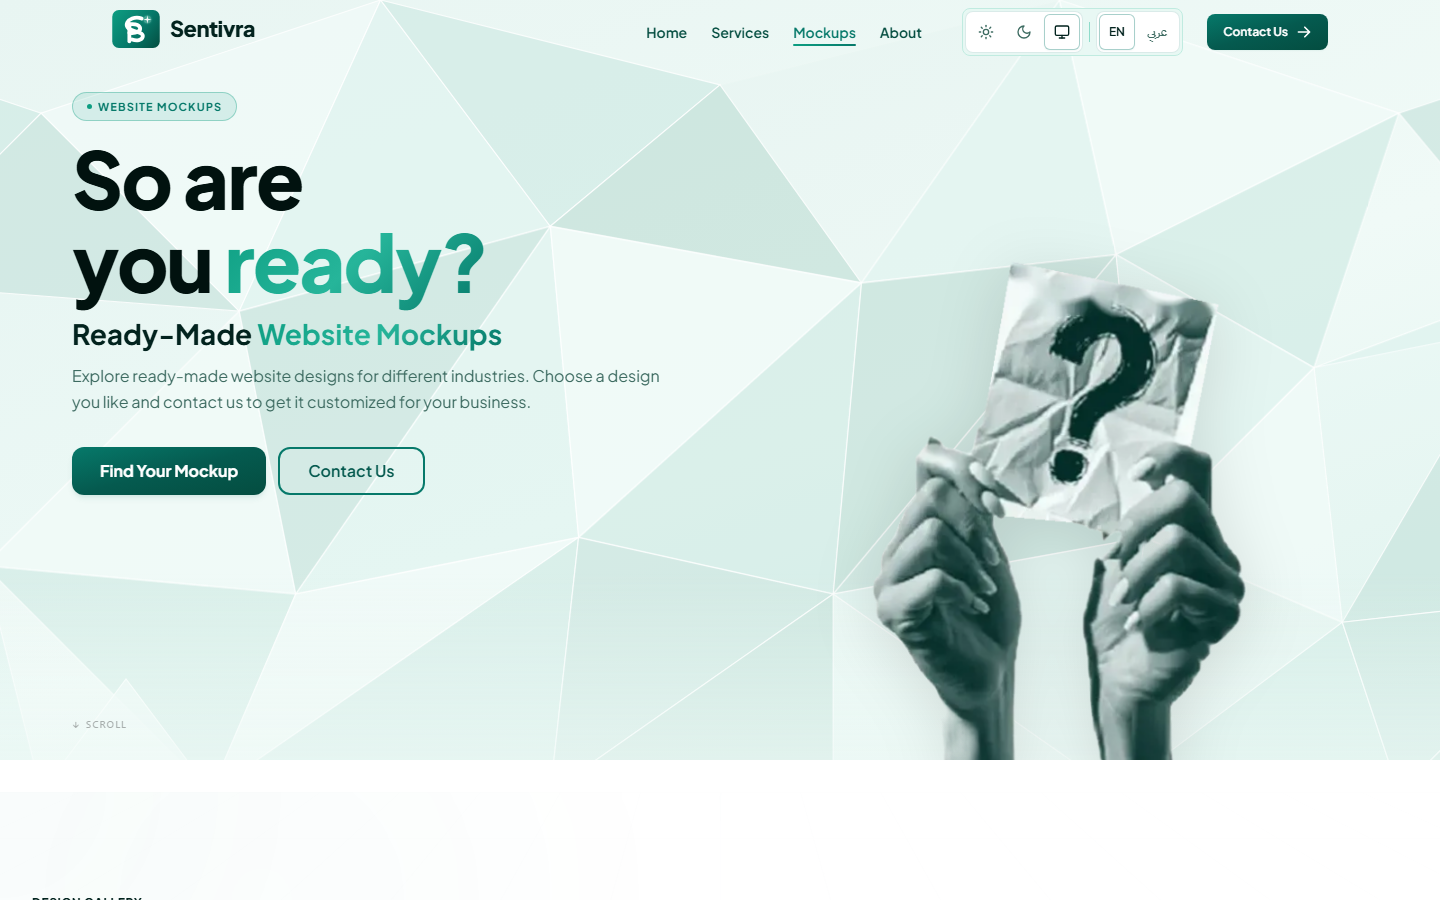 Sentivra
Home
Services
Mockups
About
EN
عربي
Contact Us
WEBSITE MOCKUPS
So are
you ready?
Ready-Made Website Mockups
Explore ready-made website designs for different industries. Choose a design
you like and contact us to get it customized for your business.
Find Your Mockup
Contact Us
?
↓ SCROLL
DESIGN GALLERY